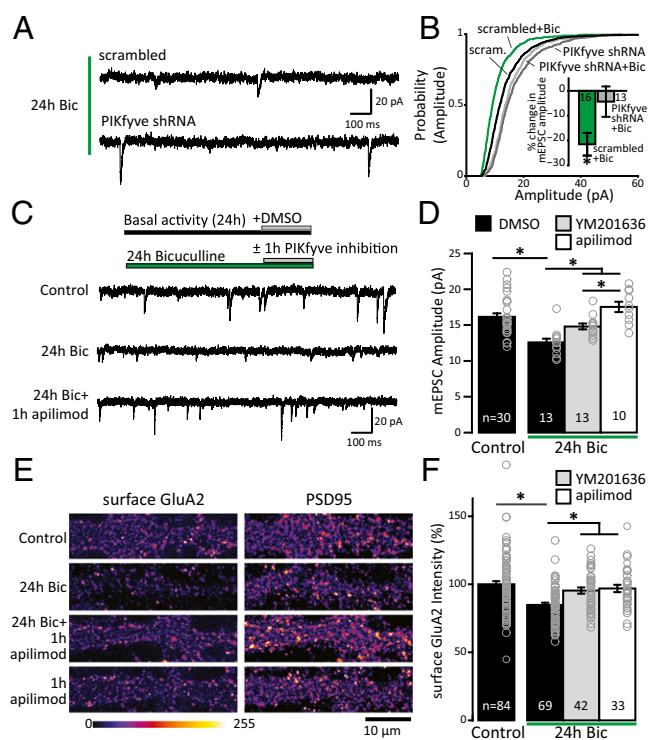 A
scrambled
24h Bic
20 pA
100 ms
PIKfyve shRNA
B
Probability
(Amplitude)
1
0.5
0
scrambled+Bic
scram.
PIKfyve shRNA
PIKfyve shRNA+Bic
% change in
mEPSC amplitude
0
−10
−20
−30
16
13
PIKfyve
shRNA
+Bic
scrambled
+Bic
*
0 20 40 60
Amplitude (pA)
C
Basal activity (24h) +DMSO
± 1h PIKfyve inhibition
24h Bicuculline
Control
24h Bic
24h Bic+
1h apilimod
20 pA
100 ms
D
DMSO
YM201636
apilimod
mEPSC Amplitude (pA)
25
20
15
10
5
0
* * *
n=30 13 13 10
Control 24h Bic
E
surface GluA2 PSD95
Control
24h Bic
24h Bic+
1h
apilimod
1h
apilimod
0 255
10 µm
F
YM201636
apilimod
surface GluA2 Intensity (%)
150
100
50
0
* *
n=84 69 42 33
Control 24h Bic